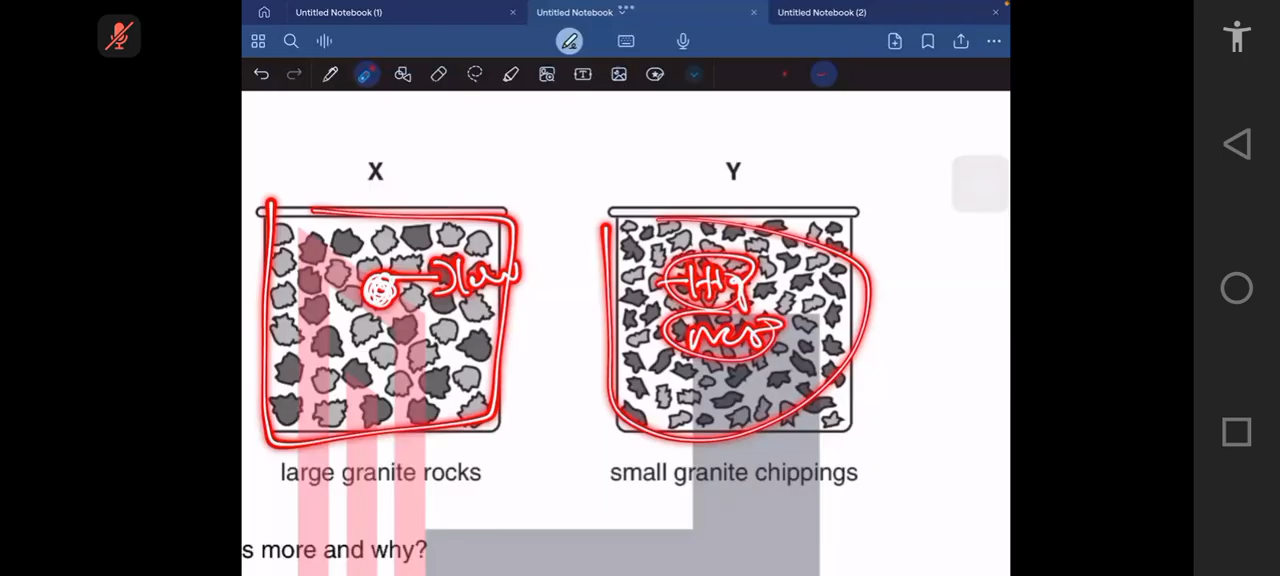 Untitled Notebook (1)
Untitled Notebook
Untitled Notebook (2)
X
Y
slow
large granite rocks
small granite chippings
s more and why?